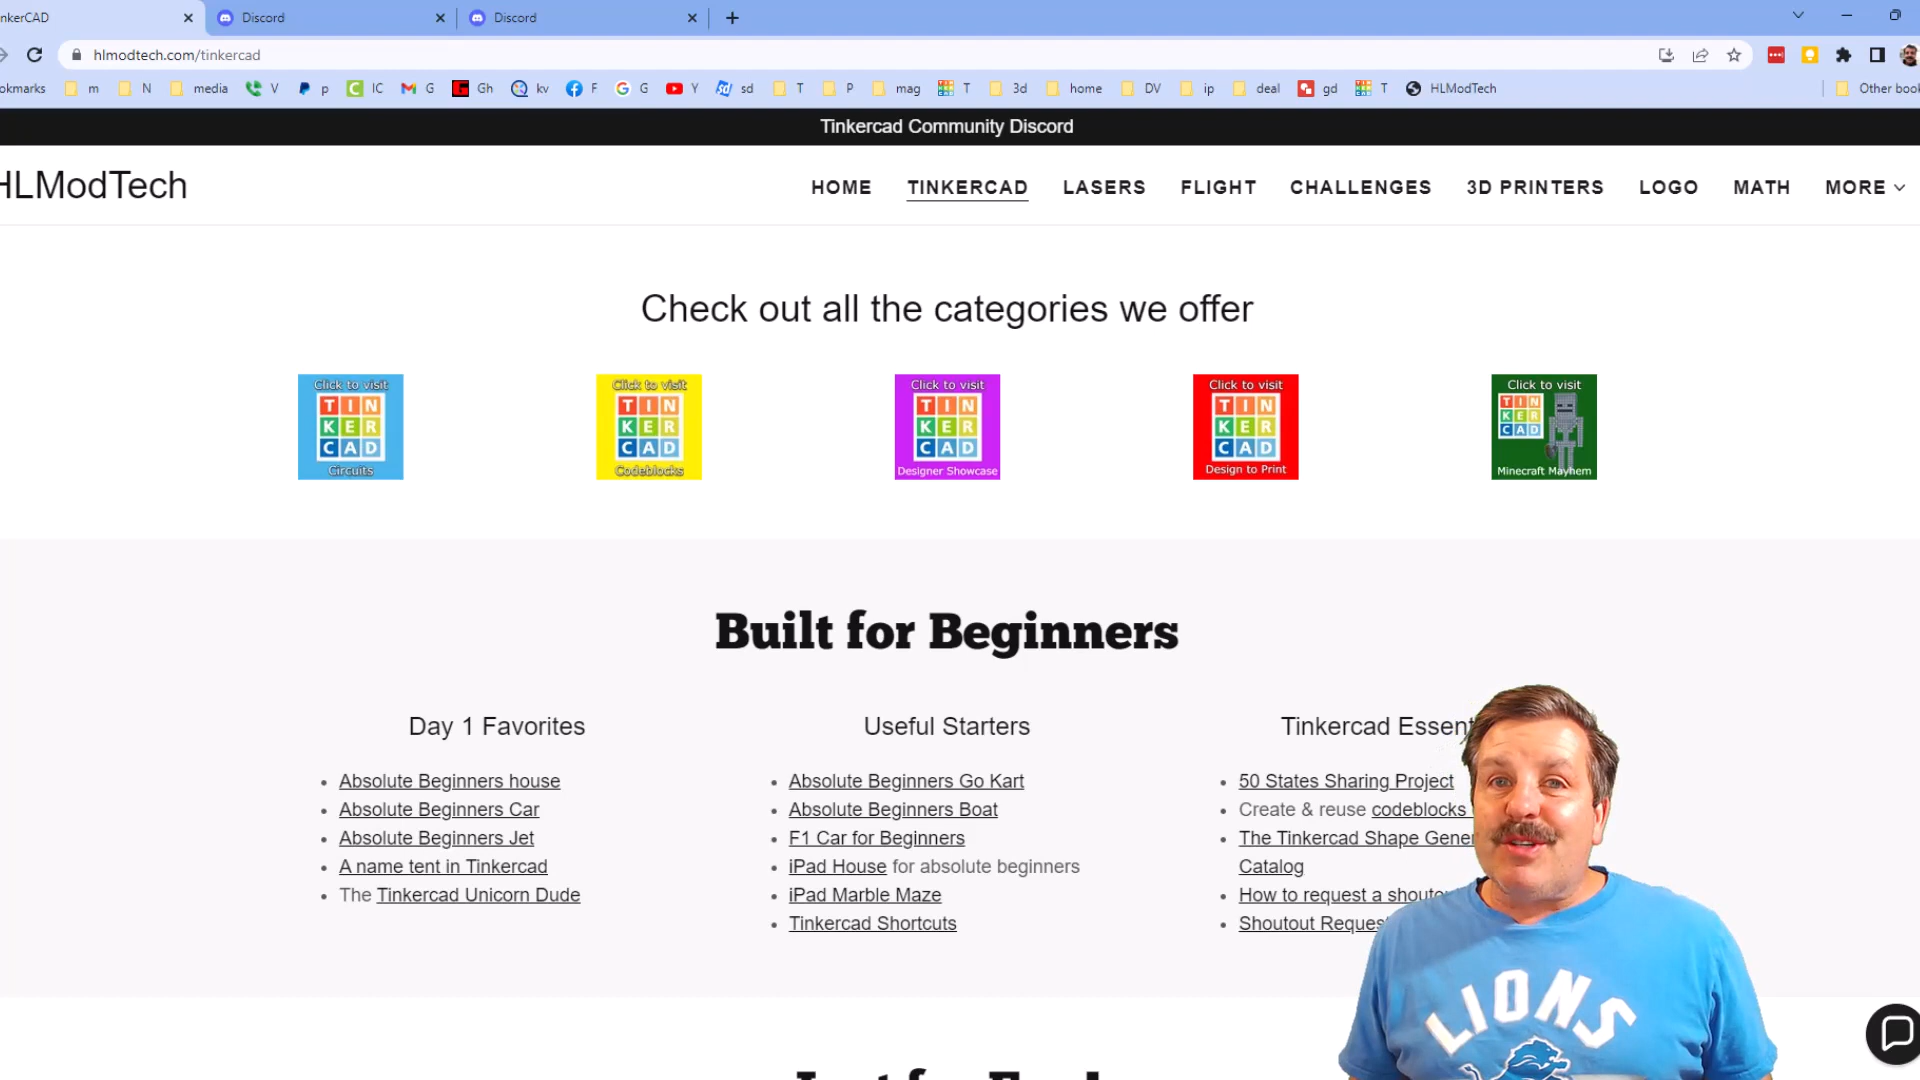 nkerCAD
Discord
Discord
hlmodtech.com/tinkercad
okmarks
m
N
media
V
p
IC
G
Gh
kv
F
G
Y
sd
T
P
mag
T
3d
home
DV
ip
deal
gd
T
HLModTech
Other book
Tinkercad Community Discord
HLModTech
HOME
TINKERCAD
LASERS
FLIGHT
CHALLENGES
3D PRINTERS
LOGO
MATH
MORE
Check out all the categories we offer
Click to visit
TIN
KER
CAD
Circuits
Click to visit
TIN
KER
CAD
Codeblocks
Click to visit
TIN
KER
CAD
Designer Showcase
Click to visit
TIN
KER
CAD
Design to Print
Click to visit
TIN
KER
CAD
Minecraft Mayhem
Built for Beginners
Day 1 Favorites
Absolute Beginners house
Absolute Beginners Car
Absolute Beginners Jet
A name tent in Tinkercad
The Tinkercad Unicorn Dude
Useful Starters
Absolute Beginners Go Kart
Absolute Beginners Boat
F1 Car for Beginners
iPad House for absolute beginners
iPad Marble Maze
Tinkercad Shortcuts
Tinkercad Essent
50 States Sharing Project
Create & reuse codeblocks
The Tinkercad Shape Gener
Catalog
How to request a shoutou
Shoutout Reques
LIONS